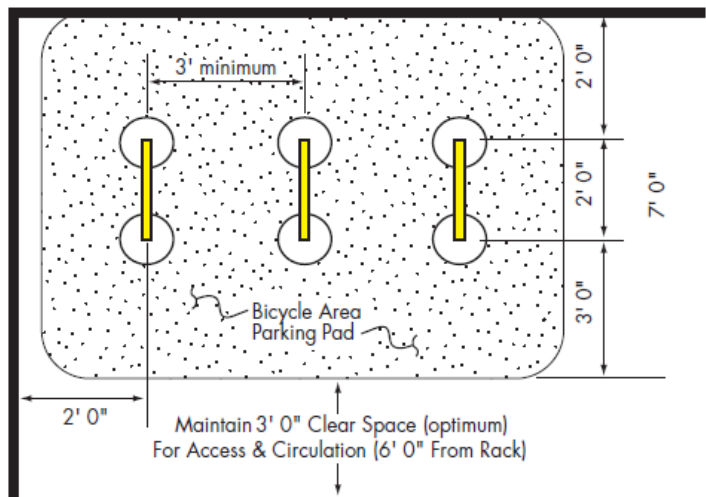 3' minimum
2' 0"
2' 0"
7' 0"
3' 0"
Bicycle Area
Parking Pad
2' 0"
Maintain 3' 0" Clear Space (optimum)
For Access & Circulation (6' 0" From Rack)